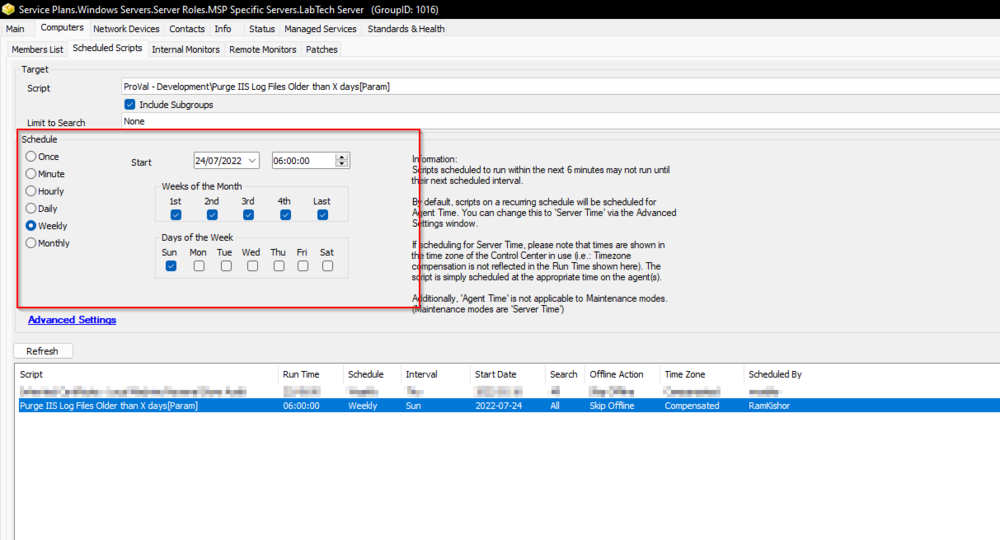 Service Plans.Windows Servers.Server Roles.MSP Specific Servers.LabTech Server (GroupID: 1016)
Main Computers Network Devices Contacts Info Status Managed Services Standards & Health
Members List Scheduled Scripts Internal Monitors Remote Monitors Patches
Target
Script ProVal - Development\Purge IIS Log Files Older than X days[Param]
Include Subgroups
Limit to Search None
Schedule
Once
Minute
Hourly
Daily
Weekly
Monthly
Start 24/07/2022 06:00:00
Weeks of the Month
1st 2nd 3rd 4th Last
Days of the Week
Sun Mon Tue Wed Thu Fri Sat
Information:
Scripts scheduled to run within the next 6 minutes may not run until
their next scheduled interval.
By default, scripts on a recurring schedule will be scheduled for
Agent Time. You can change this to 'Server Time' via the Advanced
Settings window.
If scheduling for Server Time, please note that times are shown in
the time zone of the Control Center in use (i.e.: Timezone
compensation is not reflected in the Run Time shown here). The
script is simply scheduled at the appropriate time on the agent(s).
Additionally, 'Agent Time' is not applicable to Maintenance modes.
(Maintenance modes are 'Server Time')
Advanced Settings
Refresh
Script Run Time Schedule Interval Start Date Search Offline Action Time Zone Scheduled By
Purge IIS Log Files Older than X days[Param] 06:00:00 Weekly Sun 2022-07-24 All Skip Offline Compensated RamKishor